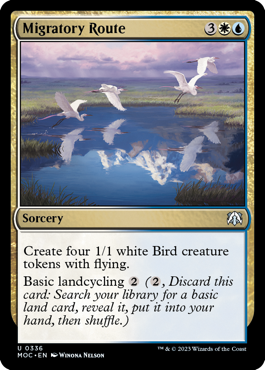 Migratory Route 3
Sorcery
Create four 1/1 white Bird creature
tokens with flying.
Basic landcycling 2 (2, Discard this
card: Search your library for a basic
land card, reveal it, put it into your
hand, then shuffle.)
U 0336
MOC • EN WINONA NELSON
™ & © 2023 Wizards of the Coast